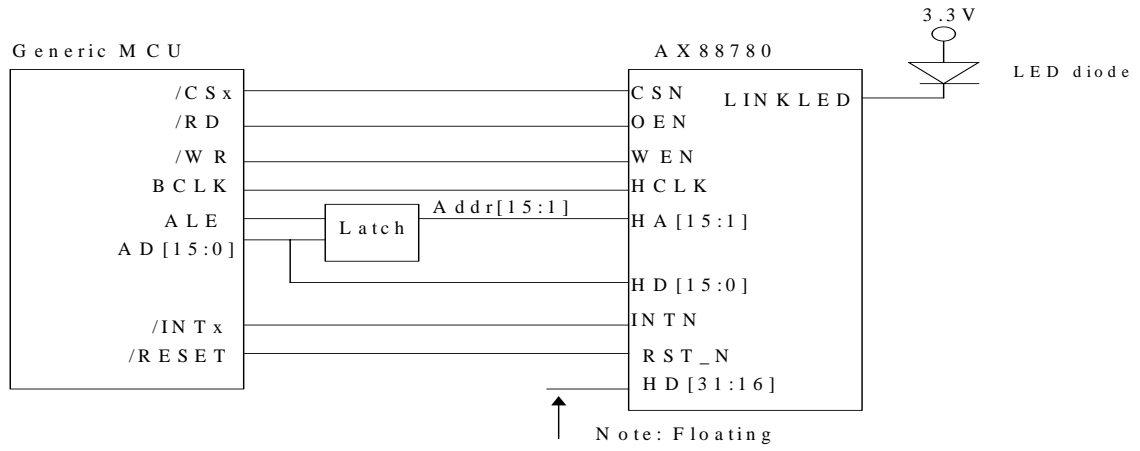 3.3V
Generic MCU
AX88780
LED diode
/CSx
CSN
LINKLED
/RD
OEN
/WR
WEN
BCLK
HCLK
ALE
Latch
Addr[15:1]
HA[15:1]
AD[15:0]
HD[15:0]
/INTx
INTN
/RESET
RST_N
HD[31:16]
Note: Floating